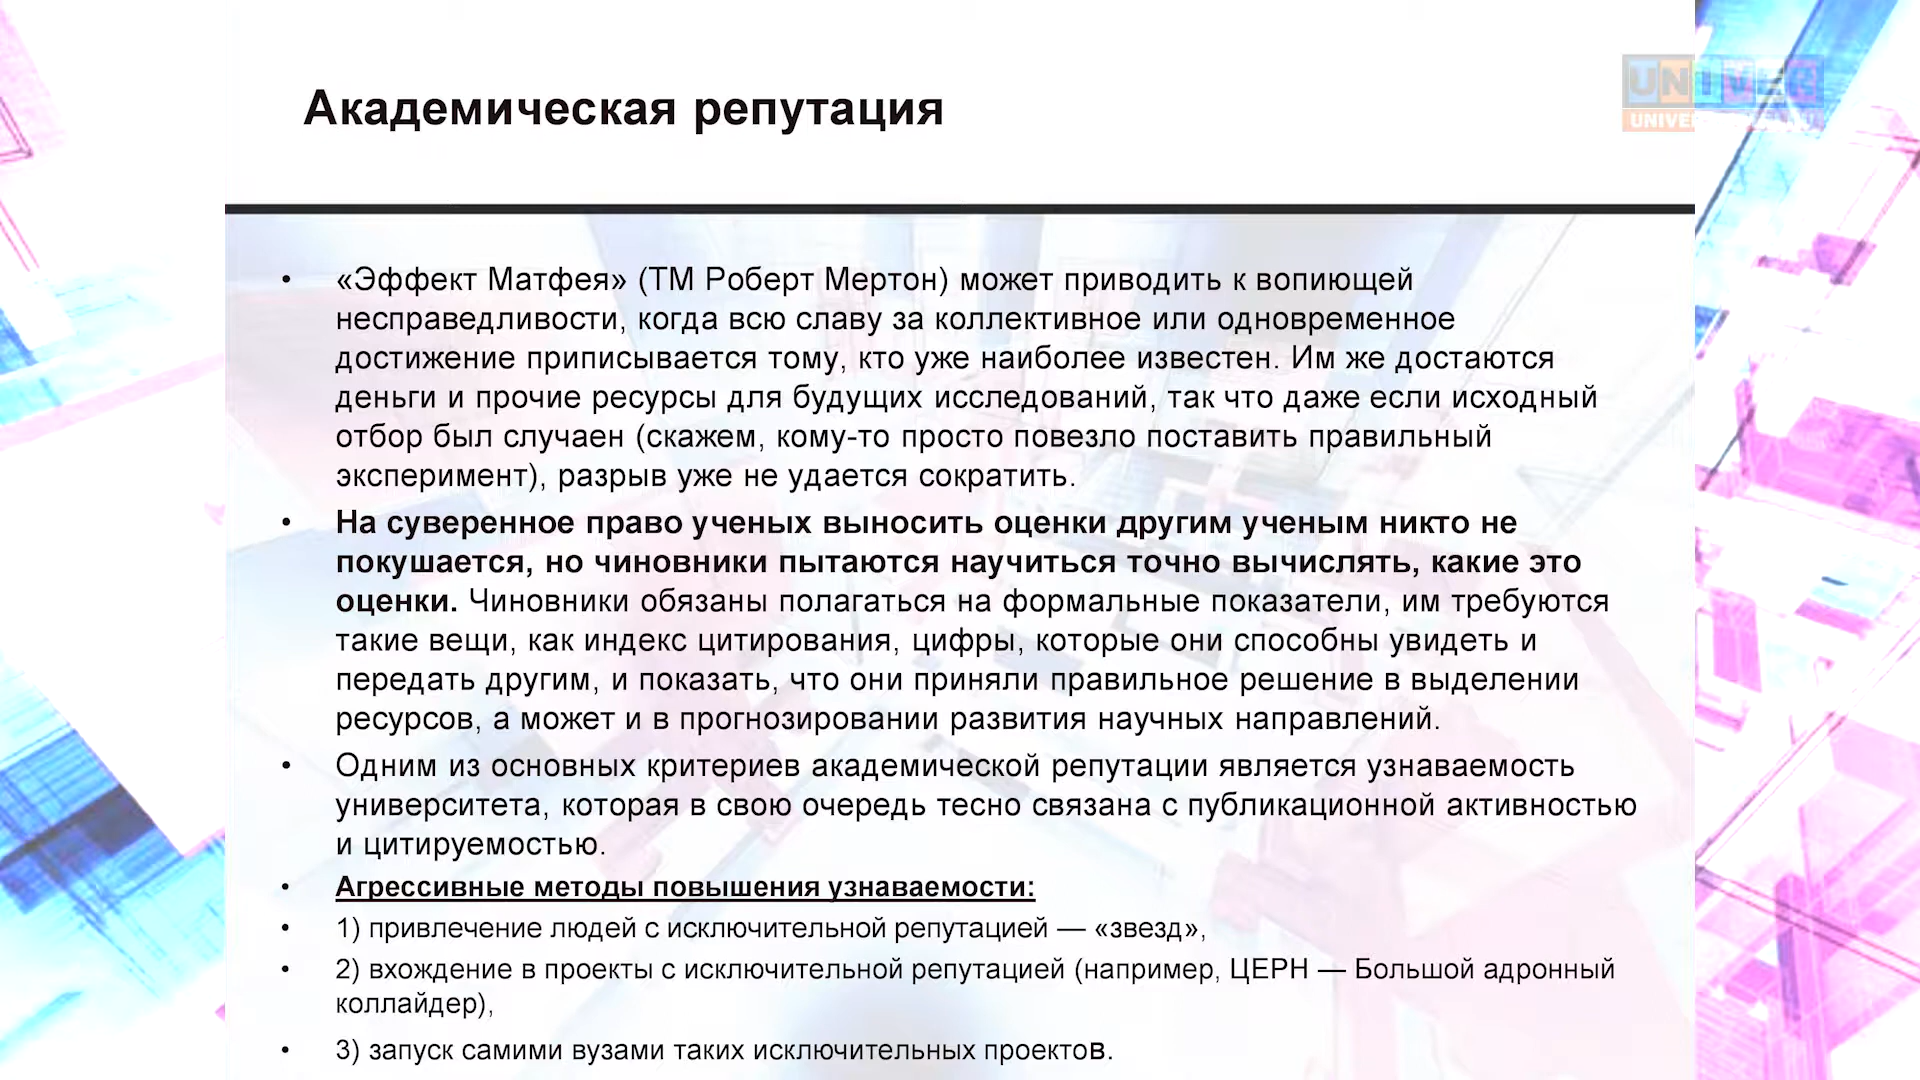 Академическая репутация
UNIVER
• «Эффект Матфея» (ТМ Роберт Мертон) может приводить к вопиющей
несправедливости, когда всю славу за коллективное или одновременное
достижение приписывается тому, кто уже наиболее известен. Им же достаются
деньги и прочие ресурсы для будущих исследований, так что даже если исходный
отбор был случаен (скажем, кому-то просто повезло поставить правильный
эксперимент), разрыв уже не удается сократить.
• На суверенное право ученых выносить оценки другим ученым никто не
покушается, но чиновники пытаются научиться точно вычислять, какие это
оценки. Чиновники обязаны полагаться на формальные показатели, им требуются
такие вещи, как индекс цитирования, цифры, которые они способны увидеть и
передать другим, и показать, что они приняли правильное решение в выделении
ресурсов, а может и в прогнозировании развития научных направлений.
• Одним из основных критериев академической репутации является узнаваемость
университета, которая в свою очередь тесно связана с публикационной активностью
и цитируемостью.
• Агрессивные методы повышения узнаваемости:
• 1) привлечение людей с исключительной репутацией — «звезд»,
• 2) вхождение в проекты с исключительной репутацией (например, ЦЕРН — Большой адронный
коллайдер),
• 3) запуск самими вузами таких исключительных проектов.